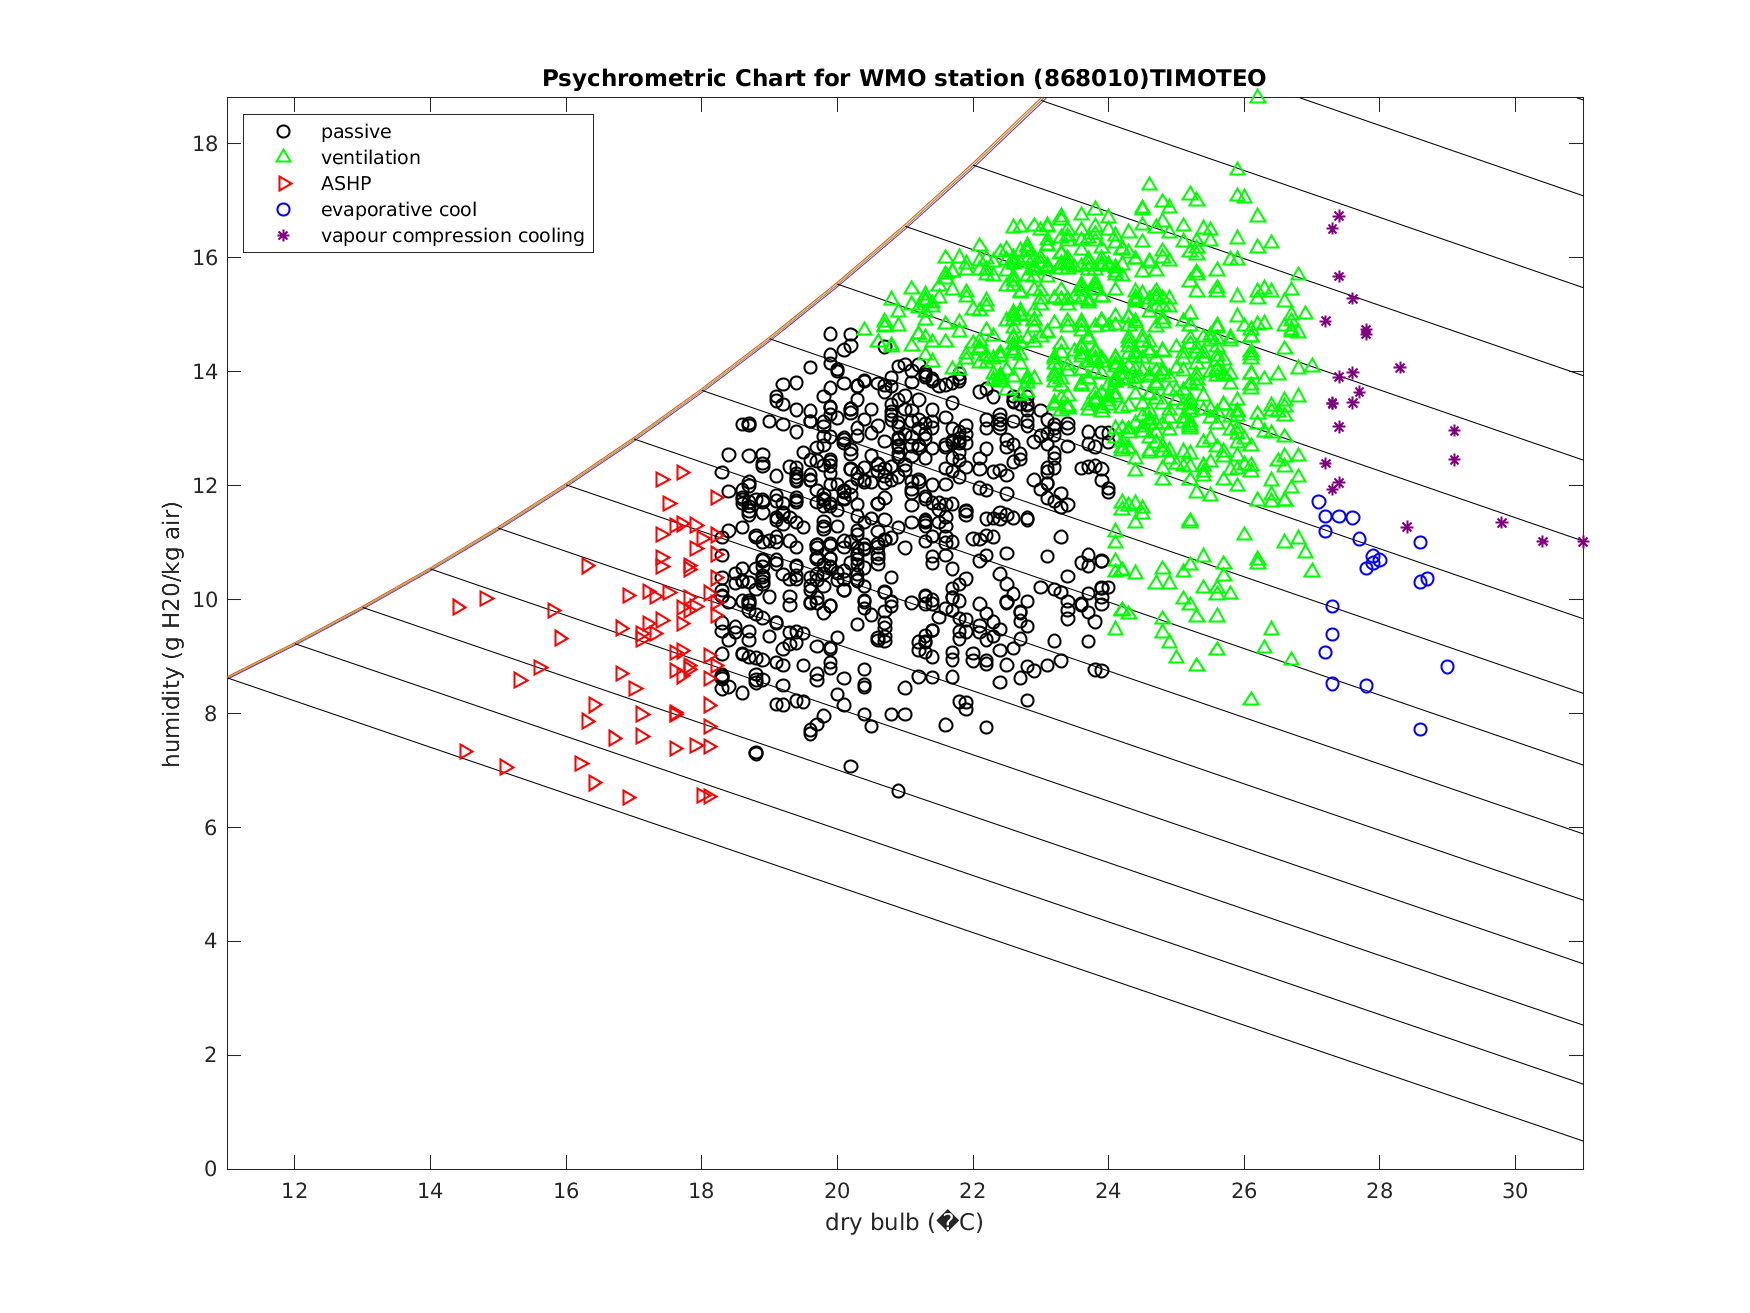 Psychrometric Chart for WMO station (868010)TIMOTEO
passive
ventilation
ASHP
evaporative cool
vapour compression cooling
humidity (g H20/kg air)
18
16
14
12
10
8
6
4
2
0
12 14 16 18 20 22 24 26 28 30
dry bulb (�C)